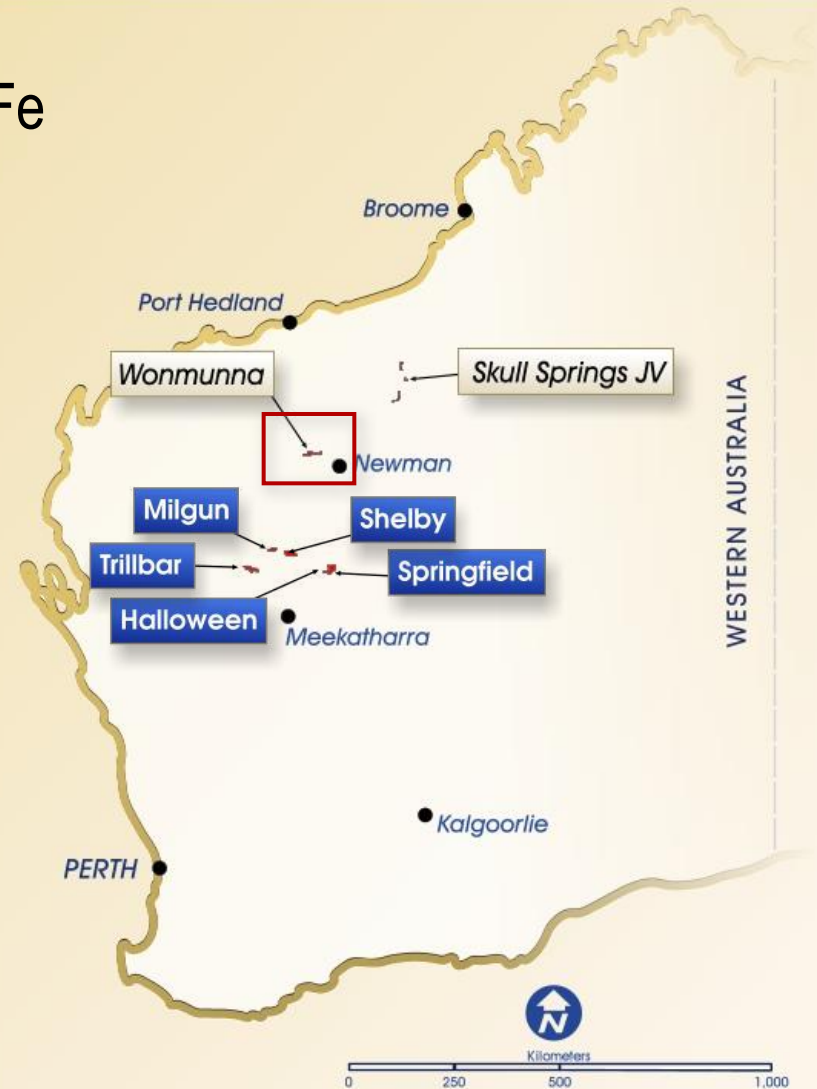 Fe
Broome
Port Hedland
Wonmunna
Skull Springs JV
Newman
WESTERN AUSTRALIA
Milgun
Shelby
Trillbar
Springfield
Halloween
Meekatharra
Kalgoorlie
PERTH
N
Kilometers
0 250 500 1,000